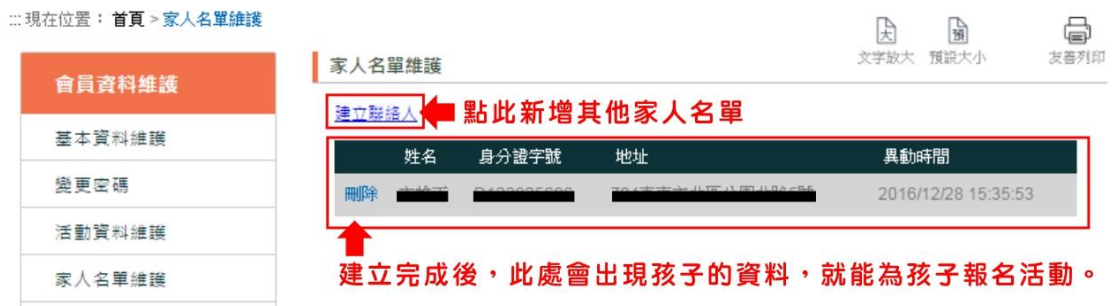 :::現在位置：首頁 > 家人名單維護
文字放大 預設大小 友善列印
大 預
會員資料維護
基本資料維護
變更密碼
活動資料維護
家人名單維護
家人名單維護
建立聯絡人 點此新增其他家人名單
姓名 身分證字號 地址 異動時間
刪除 2016/12/28 15:35:53
建立完成後，此處會出現孩子的資料，就能為孩子報名活動。